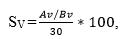 Sv = Av/Bv / 30 * 100,